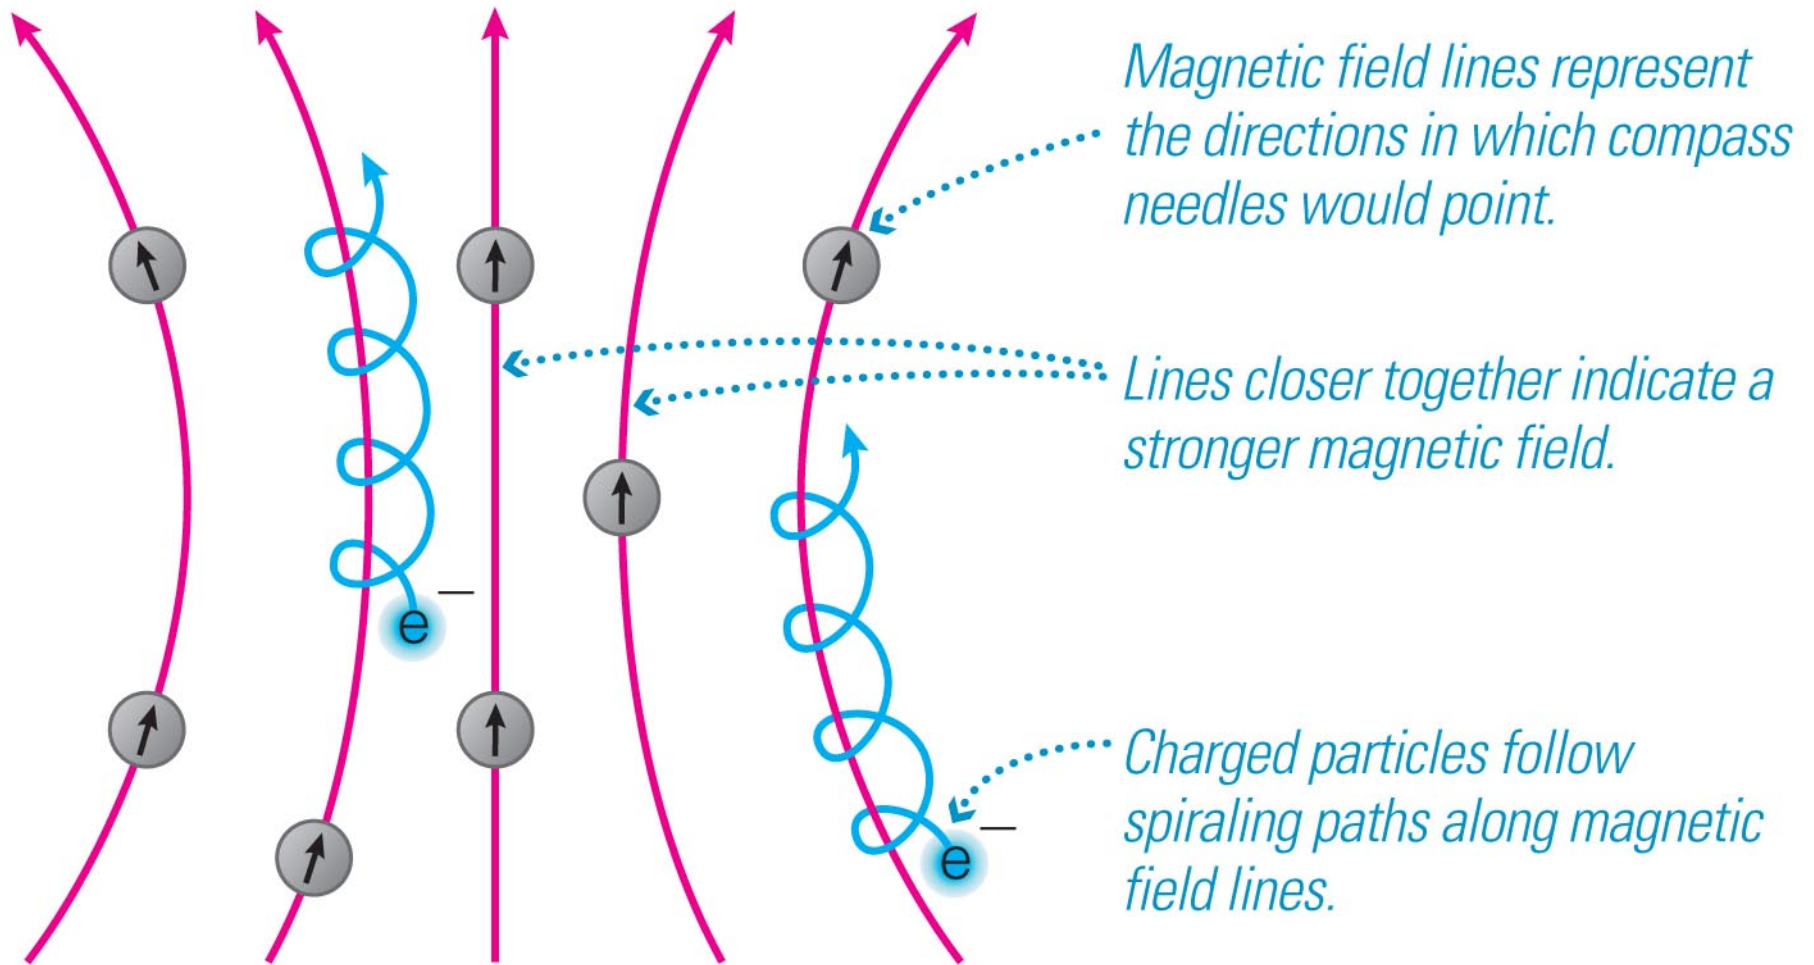 Magnetic field lines represent
the directions in which compass
needles would point.
Lines closer together indicate a
stronger magnetic field.
e⁻
Charged particles follow
spiraling paths along magnetic
field lines.
e⁻